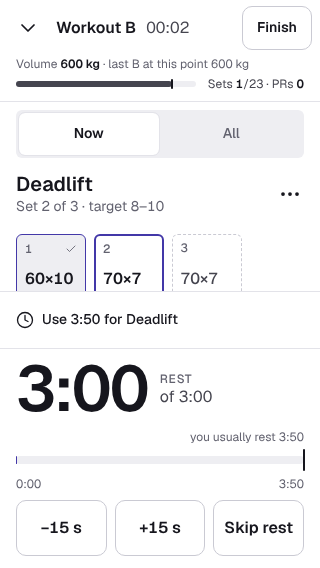 Workout B 00:02 Finish
Volume 600 kg · last B at this point 600 kg
Sets 1/23 · PRs 0
Now All
Deadlift
Set 2 of 3 · target 8–10
1 2 3
60×10 70×7 70×7
Use 3:50 for Deadlift
3:00 REST
of 3:00
you usually rest 3:50
0:00 3:50
−15 s +15 s Skip rest